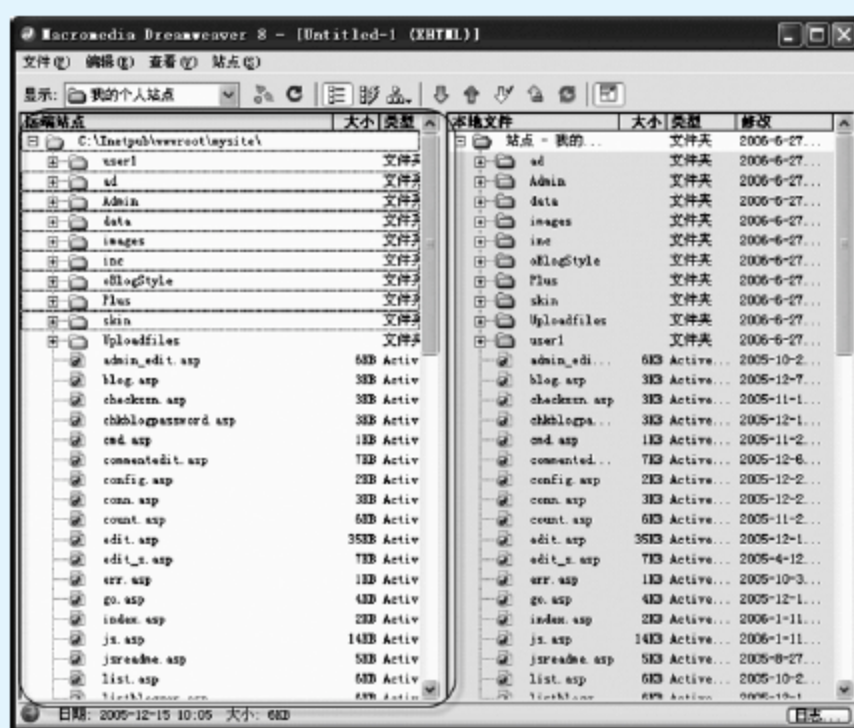 Macromedia Dreamweaver 8 - [Untitled-1 (XHTML)]
文件(F) 编辑(E) 查看(V) 站点(S)
显示: 我的个人站点
远端站点 大小 类型
C:\Inetpub\wwwroot\mysite\
user1 文件夹
ad 文件夹
Admin 文件夹
data 文件夹
images 文件夹
inc 文件夹
oBlogStyle 文件夹
Plus 文件夹
skin 文件夹
Uploadfiles 文件夹
admin_edit.asp 6KB Activ
blog.asp 3KB Activ
checkssn.asp 3KB Activ
chkblogpassword.asp 3KB Activ
cmd.asp 1KB Activ
commentedit.asp 7KB Activ
config.asp 2KB Activ
conn.asp 3KB Activ
count.asp 6KB Activ
edit.asp 35KB Activ
edit_s.asp 7KB Activ
err.asp 1KB Activ
go.asp 4KB Activ
index.asp 2KB Activ
js.asp 14KB Activ
jsreadme.asp 5KB Activ
list.asp 6KB Activ
本地文件 大小 类型 修改
站点 - 我的... 文件夹 2006-6-27...
ad 文件夹 2006-6-27...
Admin 文件夹 2006-6-27...
data 文件夹 2006-6-27...
images 文件夹 2006-6-27...
inc 文件夹 2006-6-27...
oBlogStyle 文件夹 2006-6-27...
Plus 文件夹 2006-6-27...
skin 文件夹 2006-6-27...
Uploadfiles 文件夹 2006-6-27...
user1 文件夹 2006-6-27...
admin_edi... 6KB Active... 2005-10-2...
blog.asp 3KB Active... 2005-12-7...
checkssn.asp 3KB Active... 2005-11-1...
chkblogpa... 3KB Active... 2005-12-1...
cmd.asp 1KB Active... 2005-11-2...
commented... 7KB Active... 2005-12-6...
config.asp 2KB Active... 2005-12-2...
conn.asp 3KB Active... 2005-12-2...
count.asp 6KB Active... 2005-11-2...
edit.asp 35KB Active... 2005-12-1...
edit_s.asp 7KB Active... 2005-4-12...
err.asp 1KB Active... 2005-10-3...
go.asp 4KB Active... 2005-12-1...
index.asp 2KB Active... 2006-1-11...
js.asp 14KB Active... 2006-1-11...
jsreadme.asp 5KB Active... 2005-8-27...
list.asp 6KB Active... 2005-10-2...
日期: 2005-12-15 10:05 大小: 6KB
日志...